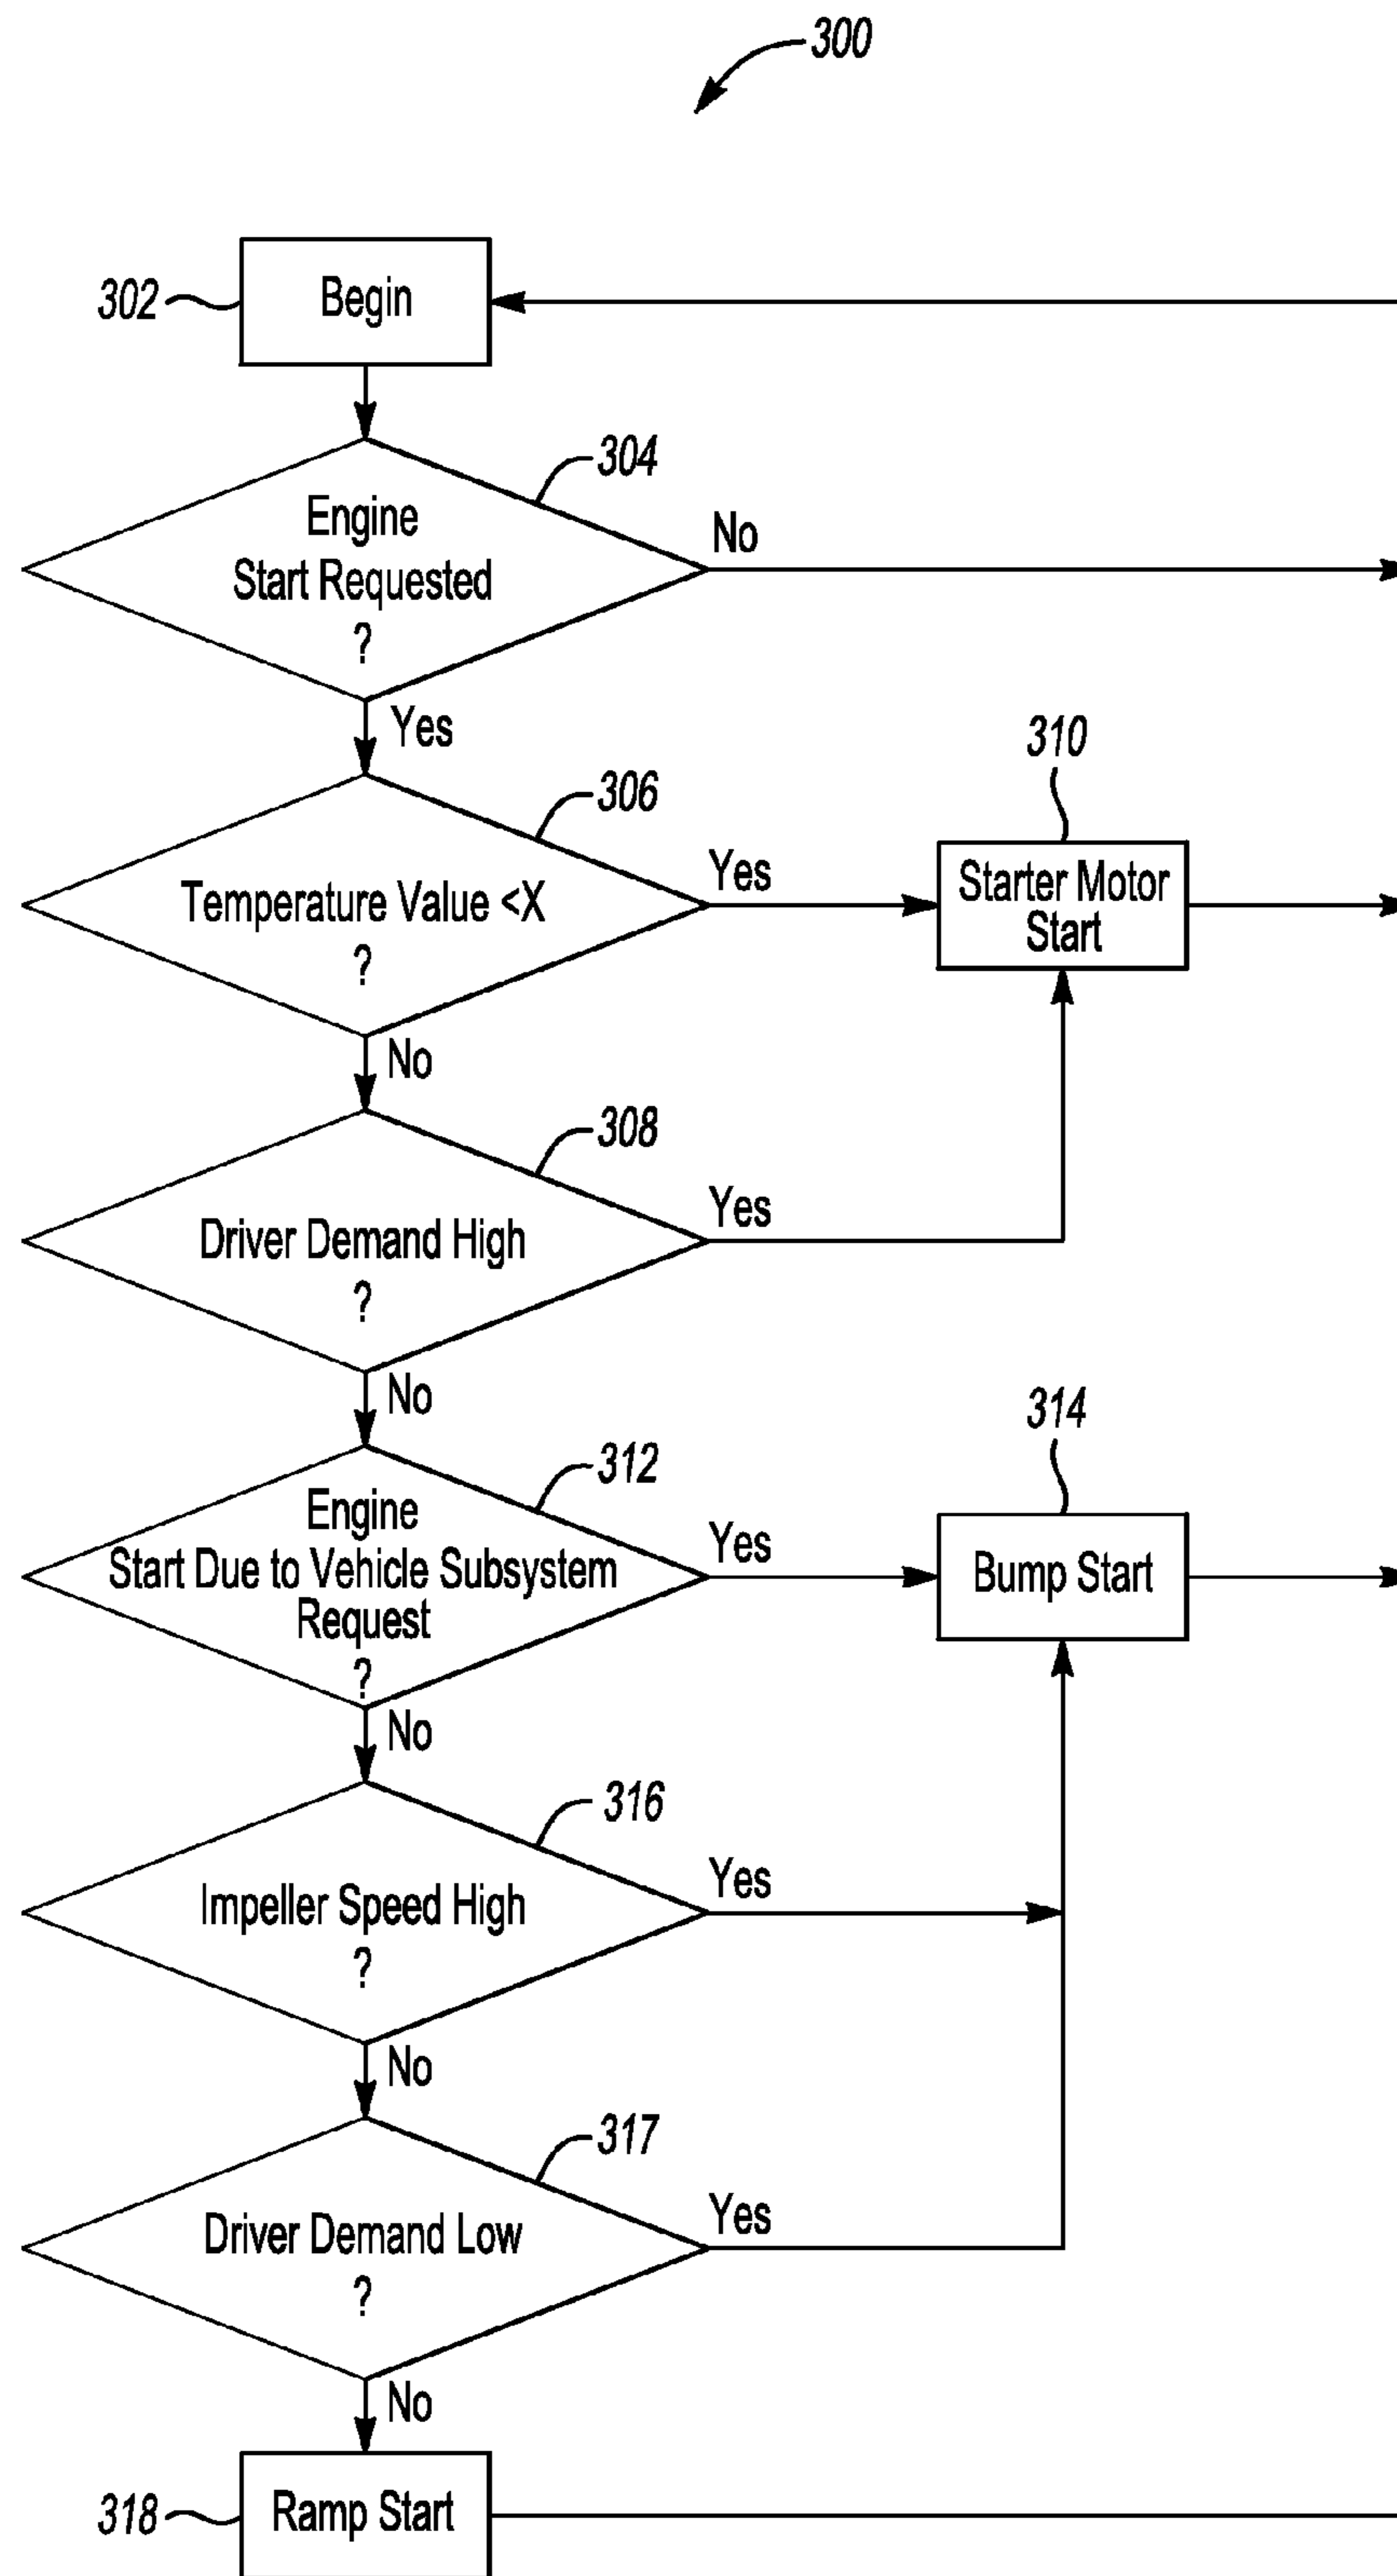 300
302
Begin
304
Engine
Start Requested
?
No
Yes
306
Temperature Value <X
?
Yes
310
Starter Motor
Start
No
308
Driver Demand High
?
Yes
No
312
Engine
Start Due to Vehicle Subsystem
Request
?
Yes
314
Bump Start
No
316
Impeller Speed High
?
Yes
No
317
Driver Demand Low
?
Yes
No
318
Ramp Start